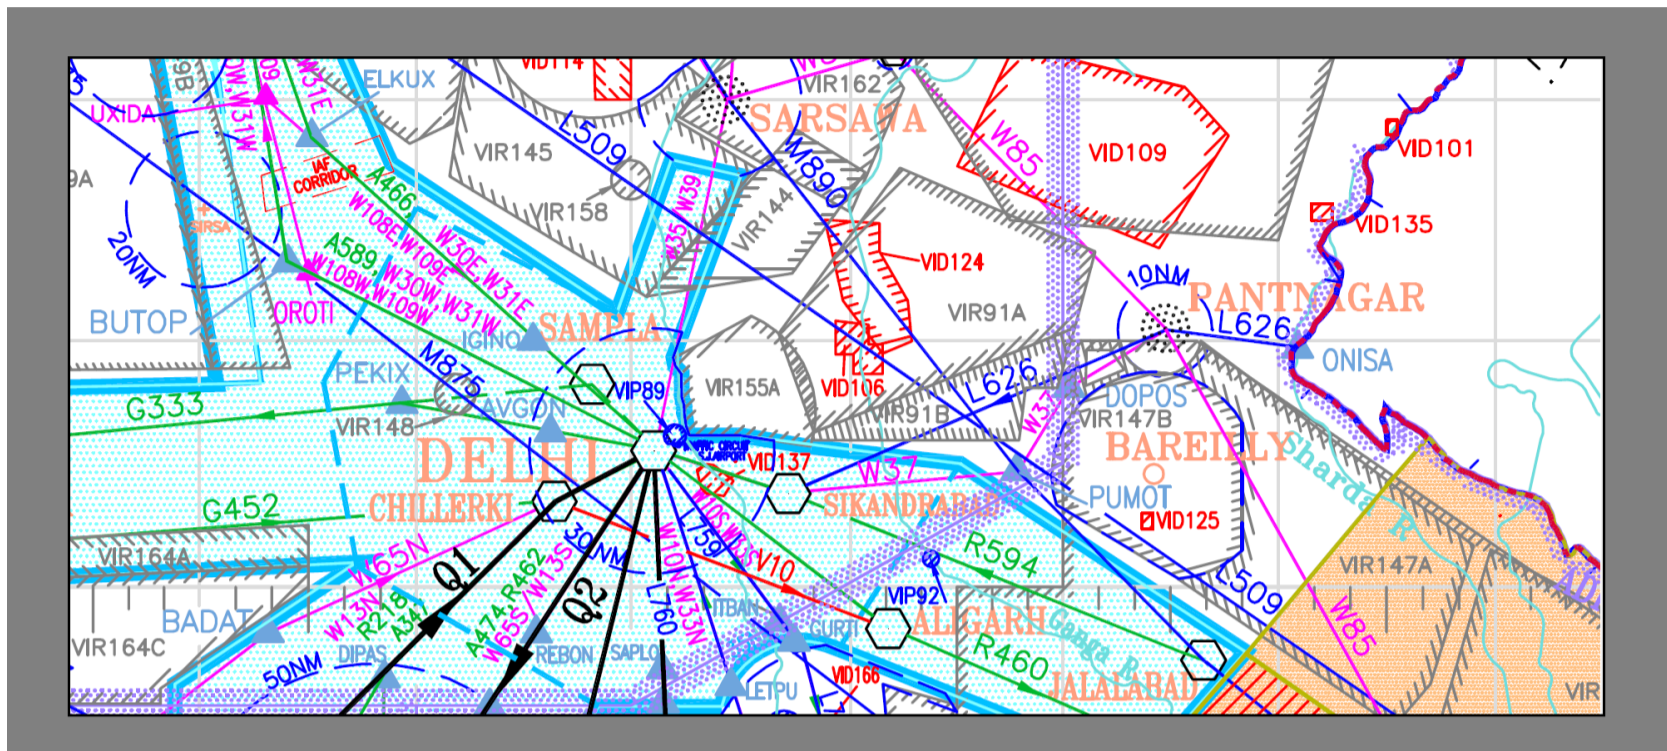 VID114
ELKUX
UXIDA
W31E
VIR162
SARSAWA
L509
M890
W85
VID109
VID101
IAF
CORRIDOR
VIR145
VIR158
A466,
W108E,W109E
W30E,W31E
W35
W39
VIR144
SIRSA
20NM
VID135
A589,
W30W,W31W
W108W,W109W
VID124
10NM
PANTNAGAR
OROTI
BUTOP
IGINO
SAMPLA
VIR91A
L626
ONISA
M875
PEKIX
VIP89
VIR155A
VID106
L626
DOPOS
G333
AVGON
VIR148
VIR91B
W37
VIR147B
DELHI
BAREILLY
VID137
W37
Sharda R
G452
CHILLERKI
SIKANDRABAD
PUMOT
VID125
VIR164A
W65N
Q1
30NM
L759
V10
R594
VIR147A
W13N
R218
A347
A474,R462
W65S
W13S
Q2
W10N,W33N
L760
ITBAN
VIP92
L509
BADAT
GURTI
ALIGARH
Ganga R
W85
VIR164C
DIPAS
REBON
SAPLO
R460
50NM
LETPU
VID166
JALALABAD
VIR